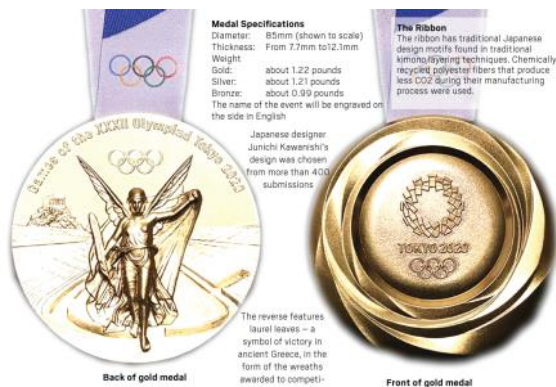 Medal Specifications
Diameter: 85mm (shown to scale)
Thickness: From 7.7mm to12.1mm
Weight
Gold: about 1.22 pounds
Silver: about 1.21 pounds
Bronze: about 0.99 pounds
The name of the event will be engraved on
the side in English
Japanese designer
Junichi Kawanishi's
design was chosen
from more than 400
submissions
The Ribbon
The ribbon has traditional Japanese
design motifs found in traditional
kimono layering techniques. Chemically
recycled polyester fibers that produce
less CO2 during their manufacturing
process were used.
Games of the XXXII Olympiad Tokyo 2020
TOKYO 2020
The reverse features
laurel leaves – a
symbol of victory in
ancient Greece, in the
form of the wreaths
awarded to competi-
Back of gold medal
Front of gold medal